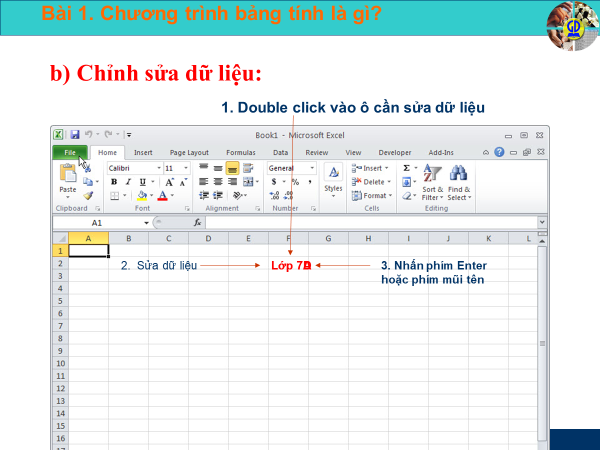 Bài 1. Chương trình bảng tính là gì?
b) Chỉnh sửa dữ liệu:
1. Double click vào ô cần sửa dữ liệu
Book1 - Microsoft Excel
File Home Insert Page Layout Formulas Data Review View Developer Add-Ins
Calibri 11 General Insert Σ
Paste B I U A A $ % , Styles Delete Sort & Find &
Format Filter Select
Clipboard Font Alignment Number Cells Editing
A1 fx
A B C D E F G H I J K L
1
2 2. Sửa dữ liệu Lớp 7 3. Nhấn phím Enter
3 hoặc phím mũi tên
4
5
6
7
8
9
10
11
12
13
14
15
16
17